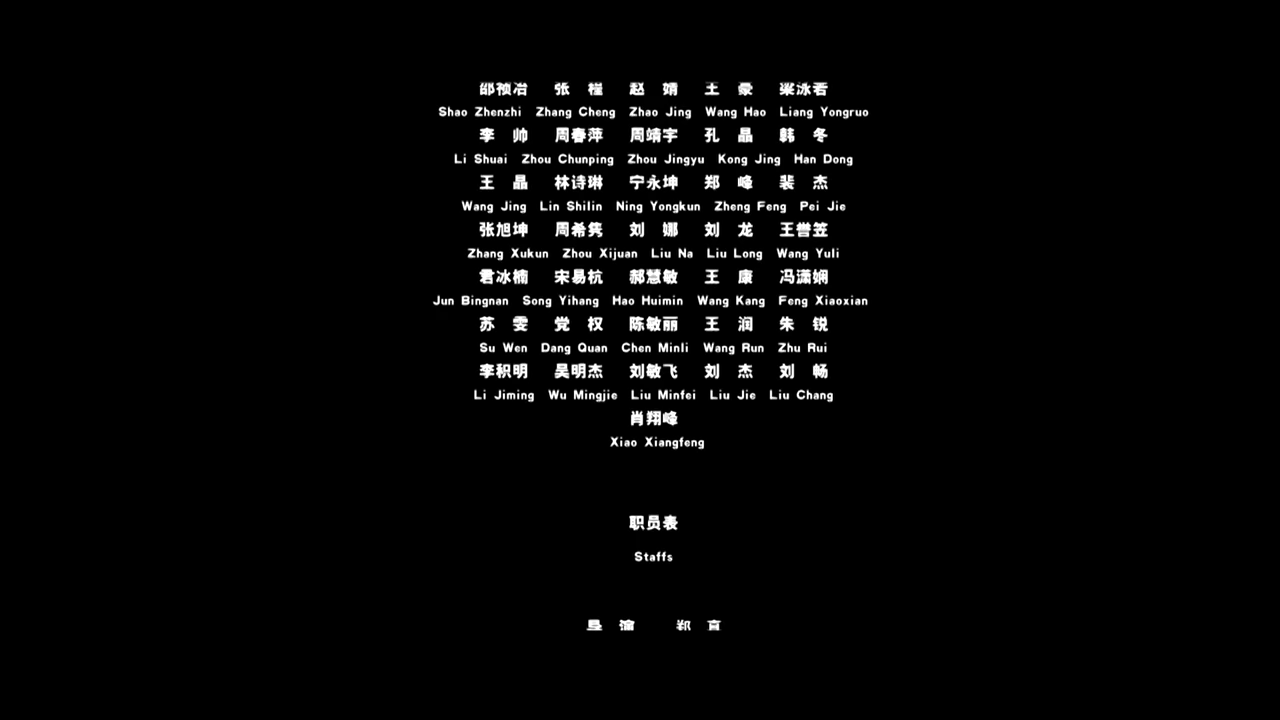 邵祯治 张 程 赵 婧 王 豪 梁泳若
Shao Zhenzhi Zhang Cheng Zhao Jing Wang Hao Liang Yongruo
李 帅 周春萍 周靖宇 孔 晶 韩 冬
Li Shuai Zhou Chunping Zhou Jingyu Kong Jing Han Dong
王 晶 林诗琳 宁永坤 郑 峰 裴 杰
Wang Jing Lin Shilin Ning Yongkun Zheng Feng Pei Jie
张旭坤 周希隽 刘 娜 刘 龙 王誉笠
Zhang Xukun Zhou Xijuan Liu Na Liu Long Wang Yuli
君冰楠 宋易杭 郝慧敏 王 康 冯潇娴
Jun Bingnan Song Yihang Hao Huimin Wang Kang Feng Xiaoxian
苏 雯 党 权 陈敏丽 王 润 朱 锐
Su Wen Dang Quan Chen Minli Wang Run Zhu Rui
李积明 吴明杰 刘敏飞 刘 杰 刘 畅
Li Jiming Wu Mingjie Liu Minfei Liu Jie Liu Chang
肖翔峰
Xiao Xiangfeng
职员表
Staffs
导 演 郑 直